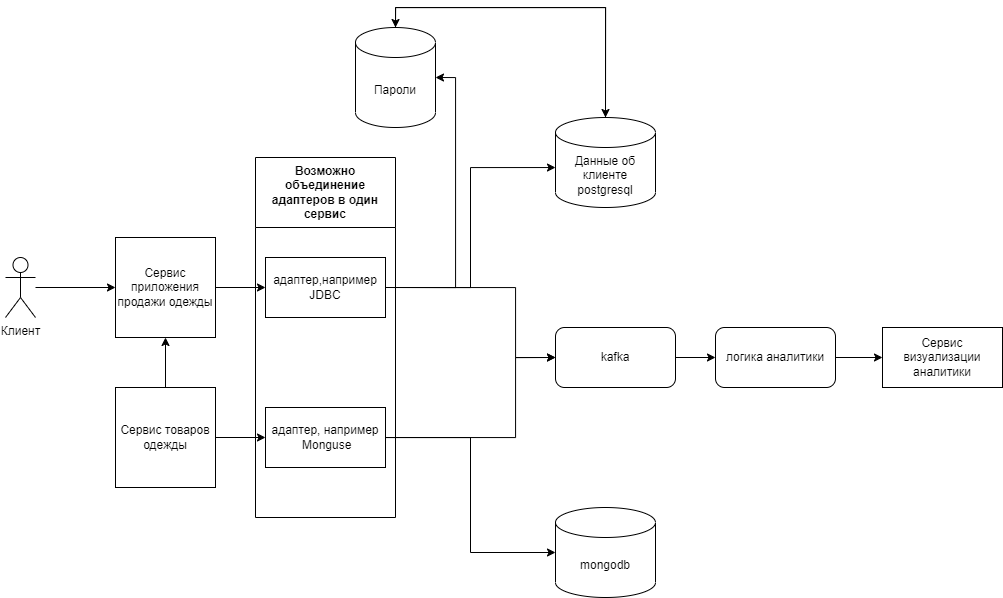 Пароли
Данные об
клиенте
postgresql
Возможно
объединение
адаптеров в один
сервис
Сервис
приложения
продажи одежды
адаптер,например
JDBC
Клиент
kafka
логика аналитики
Сервис
визуализации
аналитики
Сервис товаров
одежды
адаптер, например
Monguse
mongodb